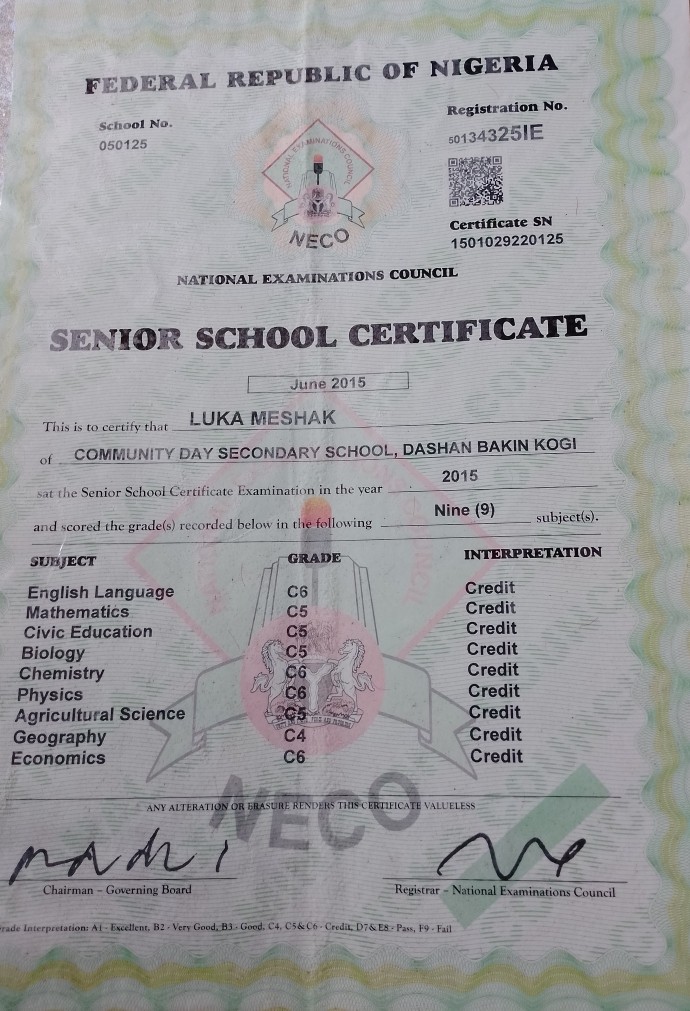 FEDERAL REPUBLIC OF NIGERIA
School No.
050125
Registration No.
50134325IE
NATIONAL EXAMINATIONS COUNCIL
NECO
Certificate SN
1501029220125
NATIONAL EXAMINATIONS COUNCIL
SENIOR SCHOOL CERTIFICATE
June 2015
This is to certify that LUKA MESHAK
of COMMUNITY DAY SECONDARY SCHOOL, DASHAN BAKIN KOGI
sat the Senior School Certificate Examination in the year 2015
and scored the grade(s) recorded below in the following Nine (9) subject(s).
SUBJECT GRADE INTERPRETATION
English Language C6 Credit
Mathematics C5 Credit
Civic Education C5 Credit
Biology C5 Credit
Chemistry C6 Credit
Physics C6 Credit
Agricultural Science C5 Credit
Geography C4 Credit
Economics C6 Credit
NECO
ANY ALTERATION OR ERASURE RENDERS THIS CERTIFICATE VALUELESS
Chairman - Governing Board
Registrar - National Examinations Council
rade Interpretation: A1 - Excellent, B2 - Very Good, B3 - Good, C4, C5 & C6 - Credit, D7 & E8 - Pass, F9 - Fail